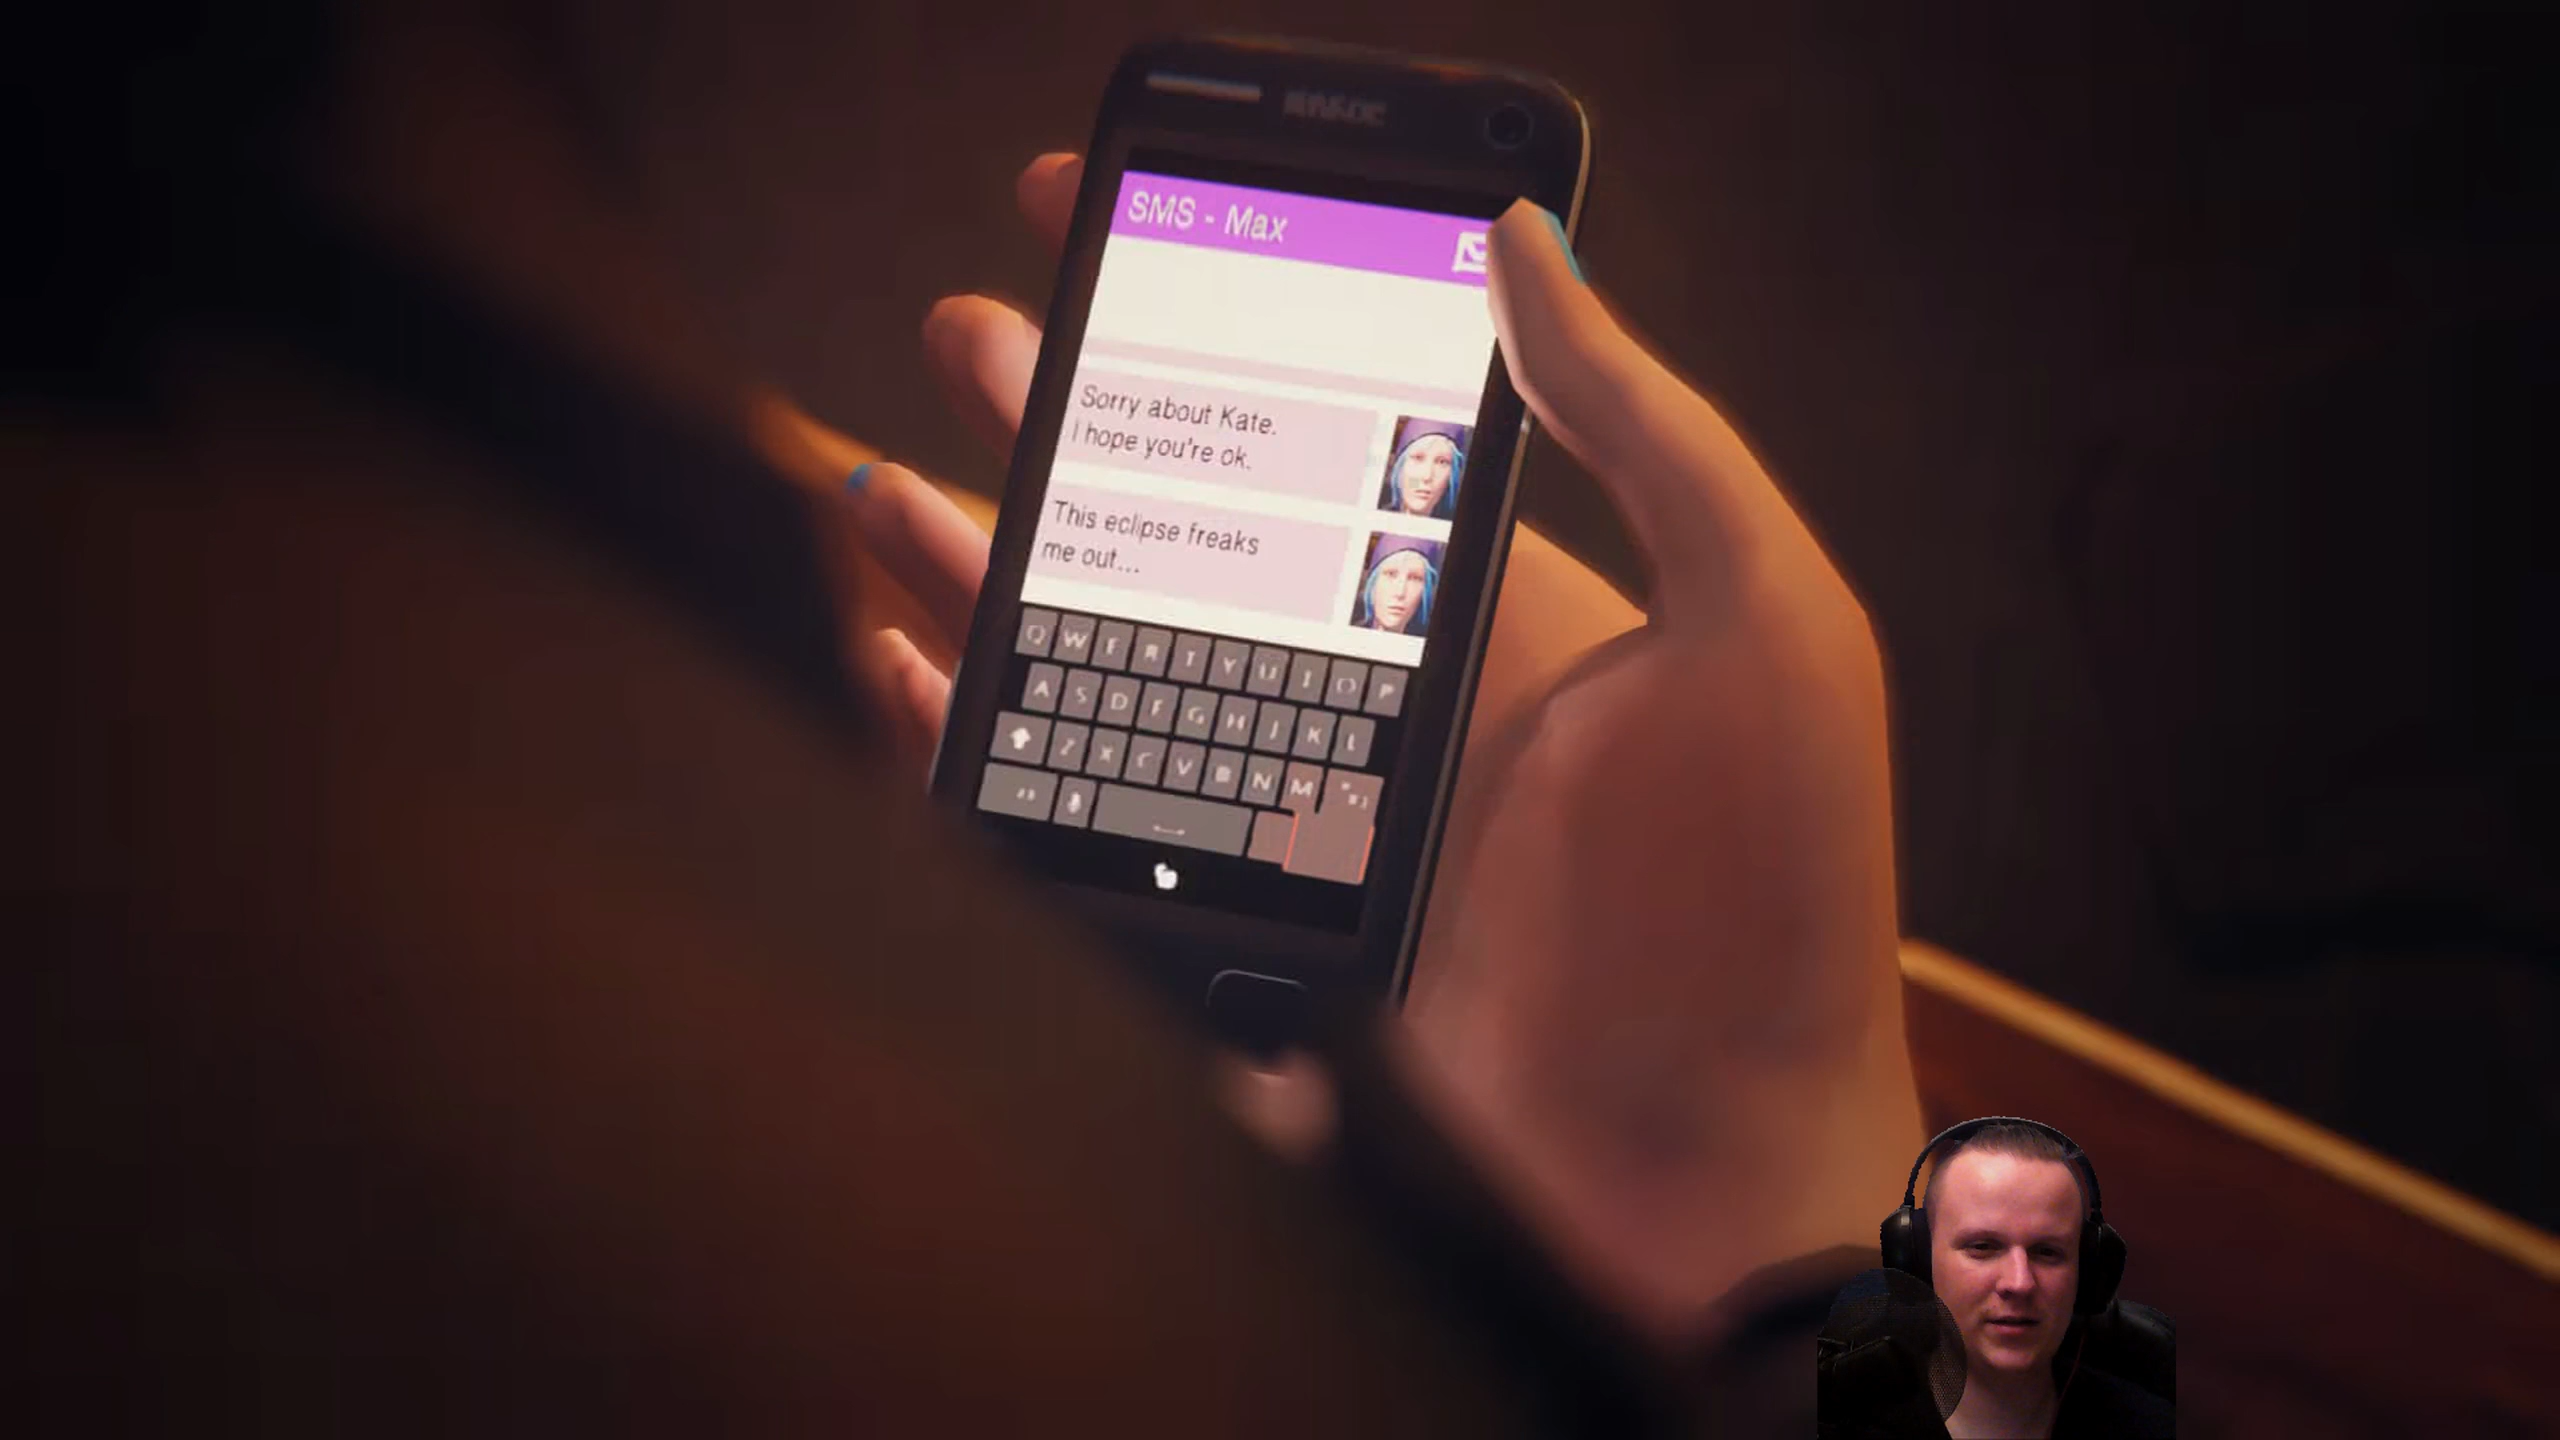 SMS - Max
Sorry about Kate.
I hope you're ok.
This eclipse freaks
me out...
Q W E R T Y U I O P
A S D F G H J K L
Z X C V B N M